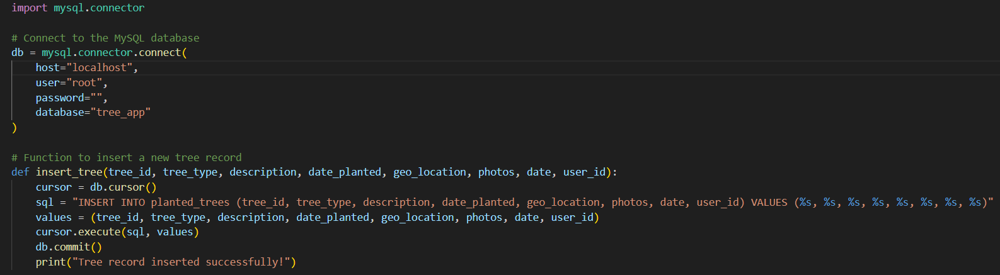 import mysql.connector

# Connect to the MySQL database
db = mysql.connector.connect(
    host="localhost",
    user="root",
    password="",
    database="tree_app"
)

# Function to insert a new tree record
def insert_tree(tree_id, tree_type, description, date_planted, geo_location, photos, date, user_id):
    cursor = db.cursor()
    sql = "INSERT INTO planted_trees (tree_id, tree_type, description, date_planted, geo_location, photos, date, user_id) VALUES (%s, %s, %s, %s, %s, %s, %s, %s)"
    values = (tree_id, tree_type, description, date_planted, geo_location, photos, date, user_id)
    cursor.execute(sql, values)
    db.commit()
    print("Tree record inserted successfully!")